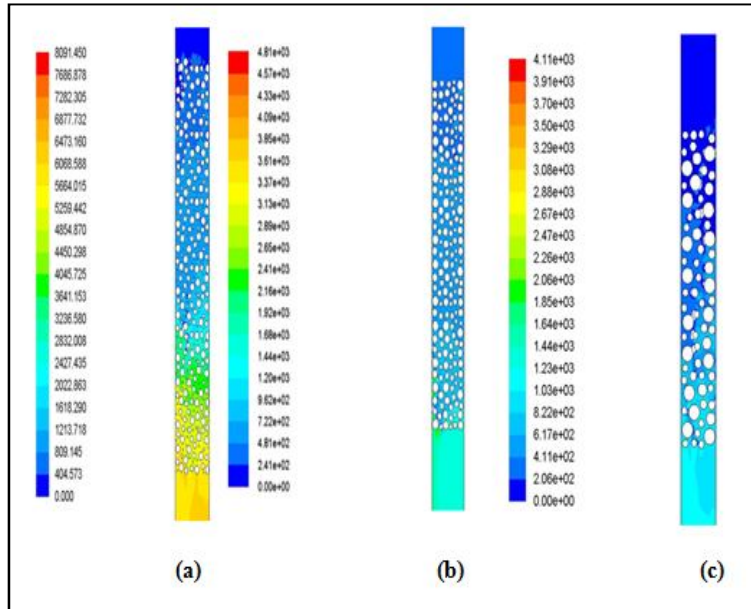 8091.450
7686.878
7282.305
6877.732
6473.160
6068.588
5664.015
5259.442
4854.870
4450.298
4045.725
3641.153
3236.580
2832.008
2427.435
2022.863
1618.290
1213.718
809.145
404.573
0.000
4.81e+03
4.57e+03
4.33e+03
4.09e+03
3.85e+03
3.61e+03
3.37e+03
3.13e+03
2.89e+03
2.65e+03
2.41e+03
2.16e+03
1.92e+03
1.68e+03
1.44e+03
1.20e+03
9.62e+02
7.22e+02
4.81e+02
2.41e+02
0.00e+00
4.11e+03
3.91e+03
3.70e+03
3.50e+03
3.29e+03
3.08e+03
2.88e+03
2.67e+03
2.47e+03
2.26e+03
2.06e+03
1.85e+03
1.64e+03
1.44e+03
1.23e+03
1.03e+03
8.22e+02
6.17e+02
4.11e+02
2.06e+02
0.00e+00
(a)
(b)
(c)